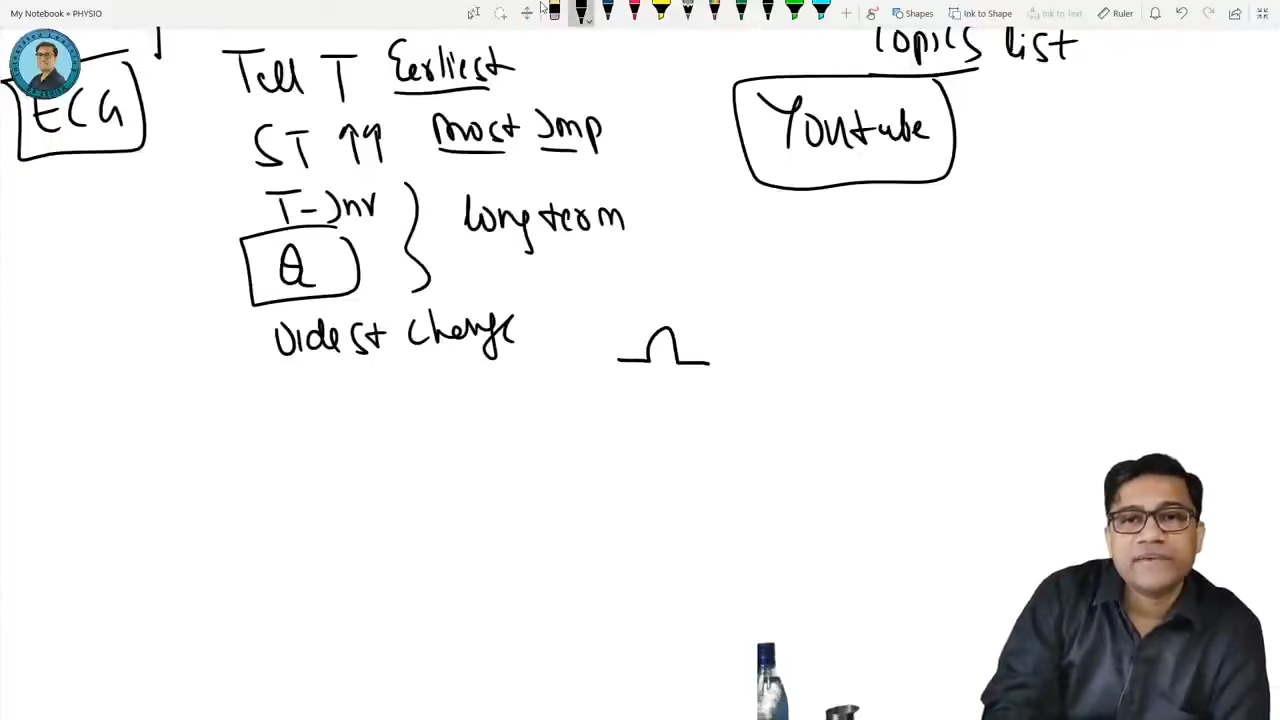 My Notebook » PHYSIO
Shapes
Ink to Shape
Ink to Text
Ruler
ECG
Tall T Earliest
ST ↑↑ most Imp
T-Inv
Q
} long term
Oldest change
Topics list
Youtube